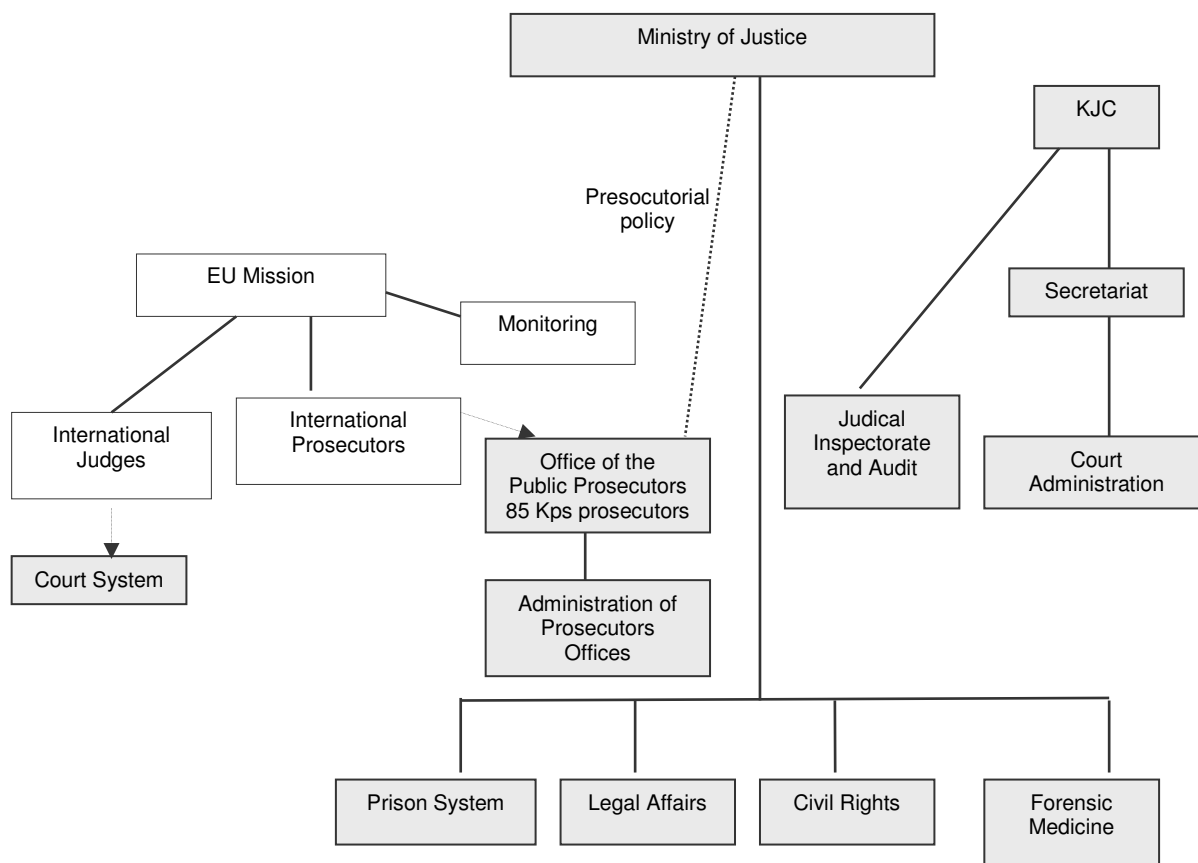 Ministry of Justice
KJC
Presocutorial
policy
EU Mission
Secretariat
Monitoring
International
Judges
International
Prosecutors
Judical
Inspectorate
and Audit
Office of the
Public Prosecutors
85 Kps prosecutors
Court
Administration
Court System
Administration of
Prosecutors
Offices
Prison System
Legal Affairs
Civil Rights
Forensic
Medicine